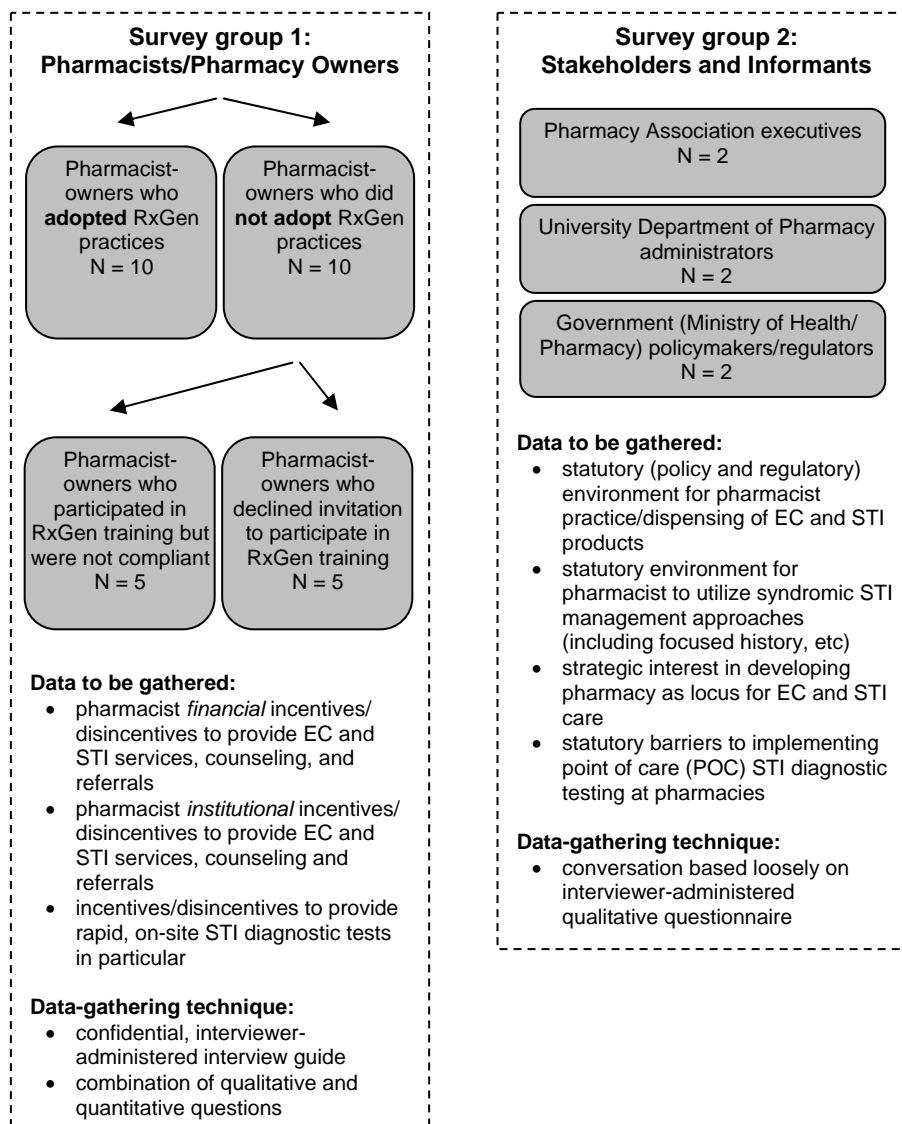 Survey group 1:
Pharmacists/Pharmacy Owners
Pharmacist-
owners who
adopted RxGen
practices
N = 10
Pharmacist-
owners who did
not adopt RxGen
practices
N = 10
Pharmacist-
owners who
participated in
RxGen training but
were not compliant
N = 5
Pharmacist-
owners who
declined invitation
to participate in
RxGen training
N = 5
Data to be gathered:
• pharmacist financial incentives/
disincentives to provide EC and
STI services, counseling, and
referrals
• pharmacist institutional incentives/
disincentives to provide EC and
STI services, counseling and
referrals
• incentives/disincentives to provide
rapid, on-site STI diagnostic tests
in particular
Data-gathering technique:
• confidential, interviewer-
administered interview guide
• combination of qualitative and
quantitative questions
Survey group 2:
Stakeholders and Informants
Pharmacy Association executives
N = 2
University Department of Pharmacy
administrators
N = 2
Government (Ministry of Health/
Pharmacy) policymakers/regulators
N = 2
Data to be gathered:
• statutory (policy and regulatory)
environment for pharmacist
practice/dispensing of EC and STI
products
• statutory environment for
pharmacist to utilize syndromic STI
management approaches
(including focused history, etc)
• strategic interest in developing
pharmacy as locus for EC and STI
care
• statutory barriers to implementing
point of care (POC) STI diagnostic
testing at pharmacies
Data-gathering technique:
• conversation based loosely on
interviewer-administered
qualitative questionnaire